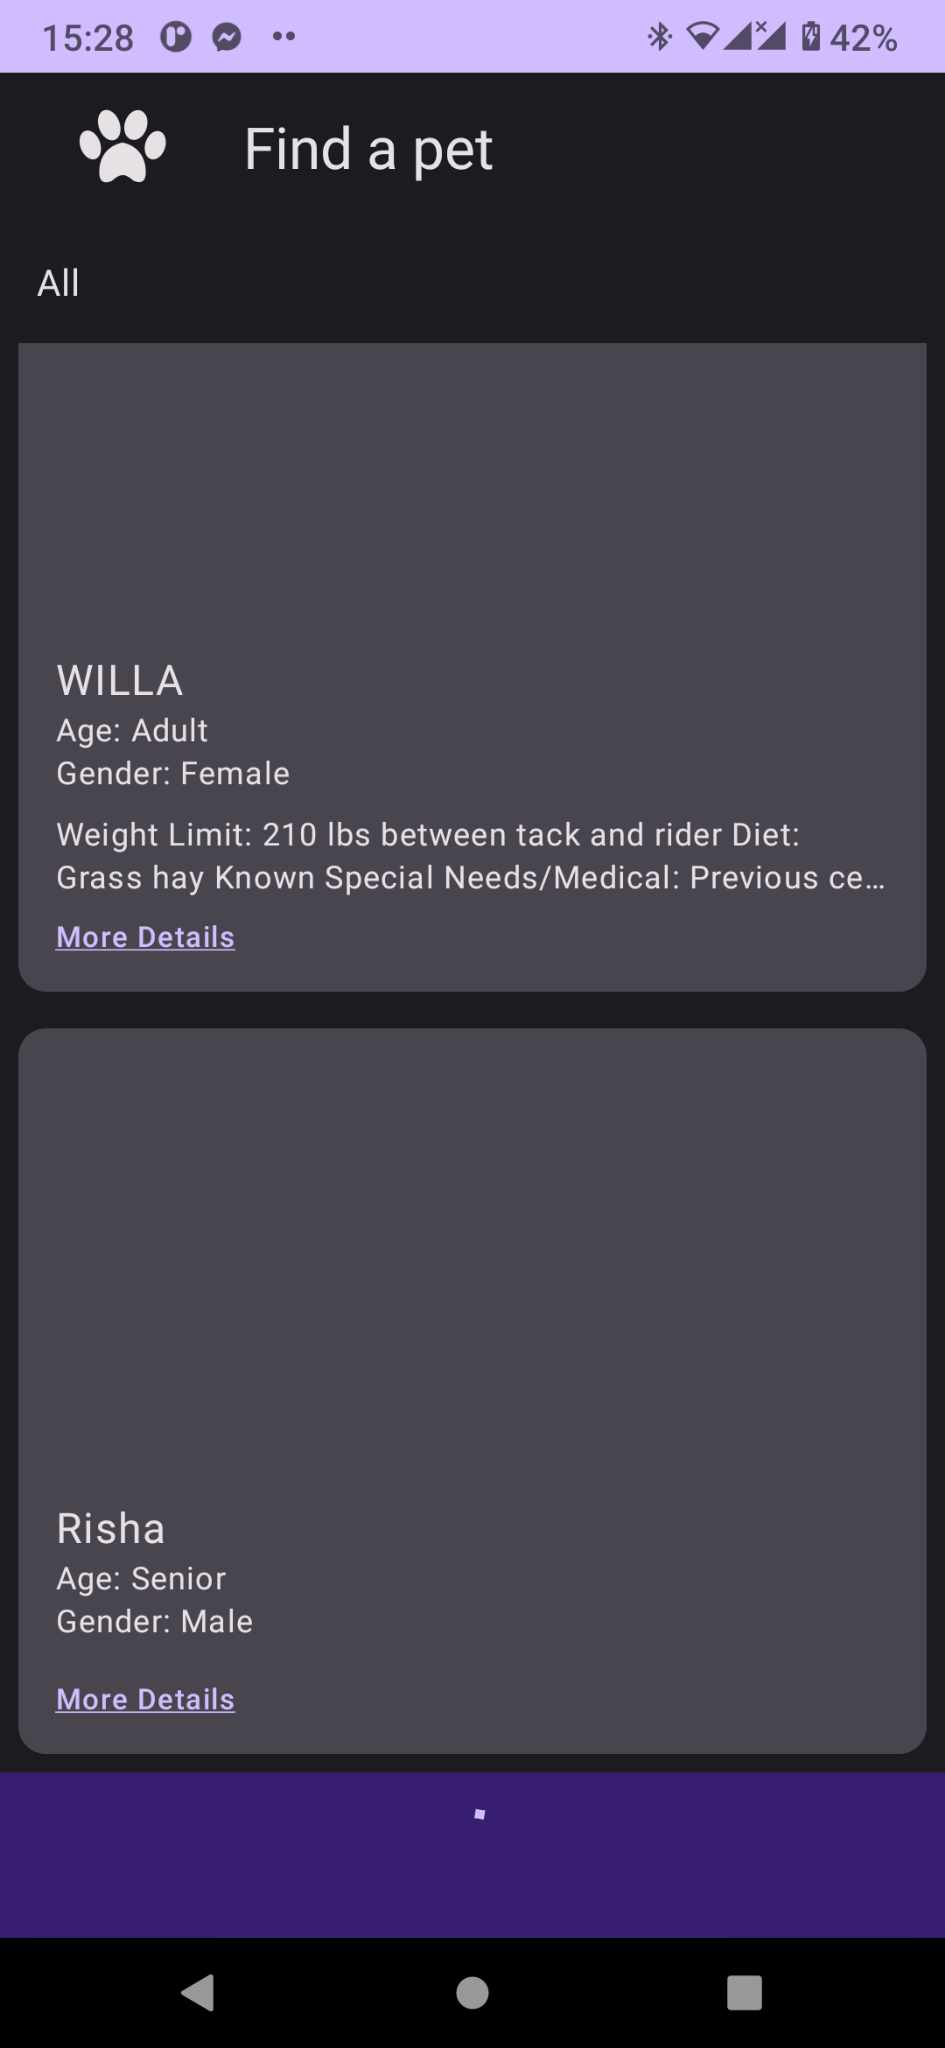 15:28
42%
Find a pet
All
WILLA
Age: Adult
Gender: Female
Weight Limit: 210 lbs between tack and rider Diet:
Grass hay Known Special Needs/Medical: Previous ce…
More Details
Risha
Age: Senior
Gender: Male
More Details